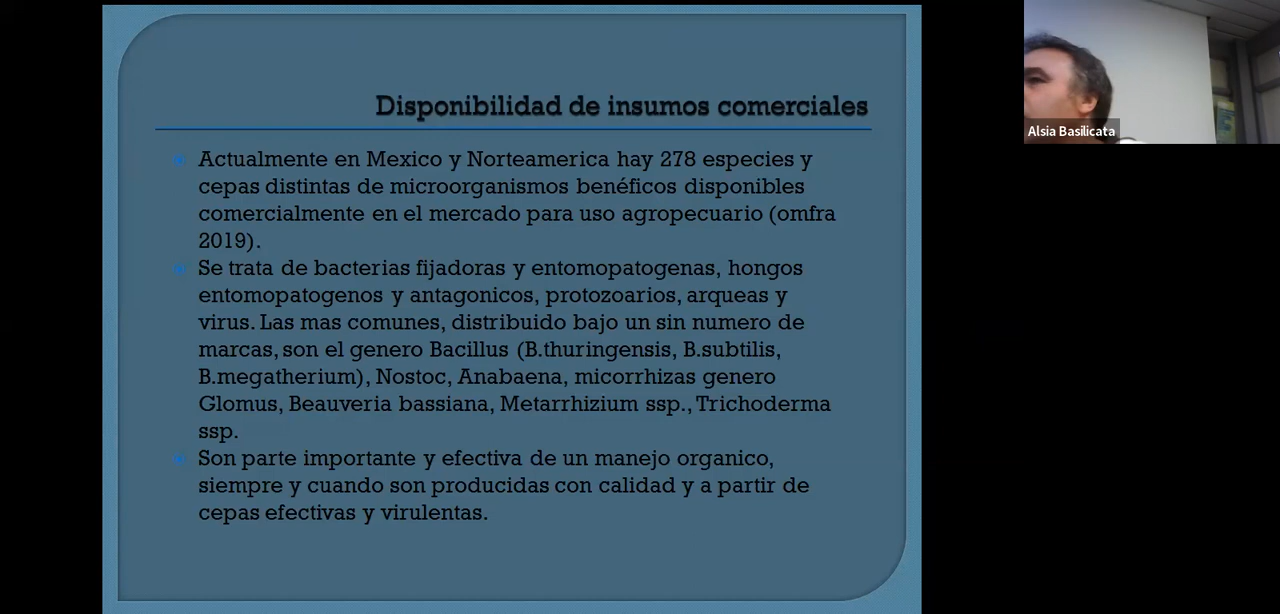 Disponibilidad de insumos comerciales
Actualmente en Mexico y Norteamerica hay 278 especies y
cepas distintas de microorganismos benéficos disponibles
comercialmente en el mercado para uso agropecuario (omfra
2019).
Se trata de bacterias fijadoras y entomopatogenas, hongos
entomopatogenos y antagonicos, protozoarios, arqueas y
virus. Las mas comunes, distribuido bajo un sin numero de
marcas, son el genero Bacillus (B.thuringensis, B.subtilis,
B.megatherium), Nostoc, Anabaena, micorrhizas genero
Glomus, Beauveria bassiana, Metarrhizium ssp., Trichoderma
ssp.
Son parte importante y efectiva de un manejo organico,
siempre y cuando son producidas con calidad y a partir de
cepas efectivas y virulentas.
Alsia Basilicata